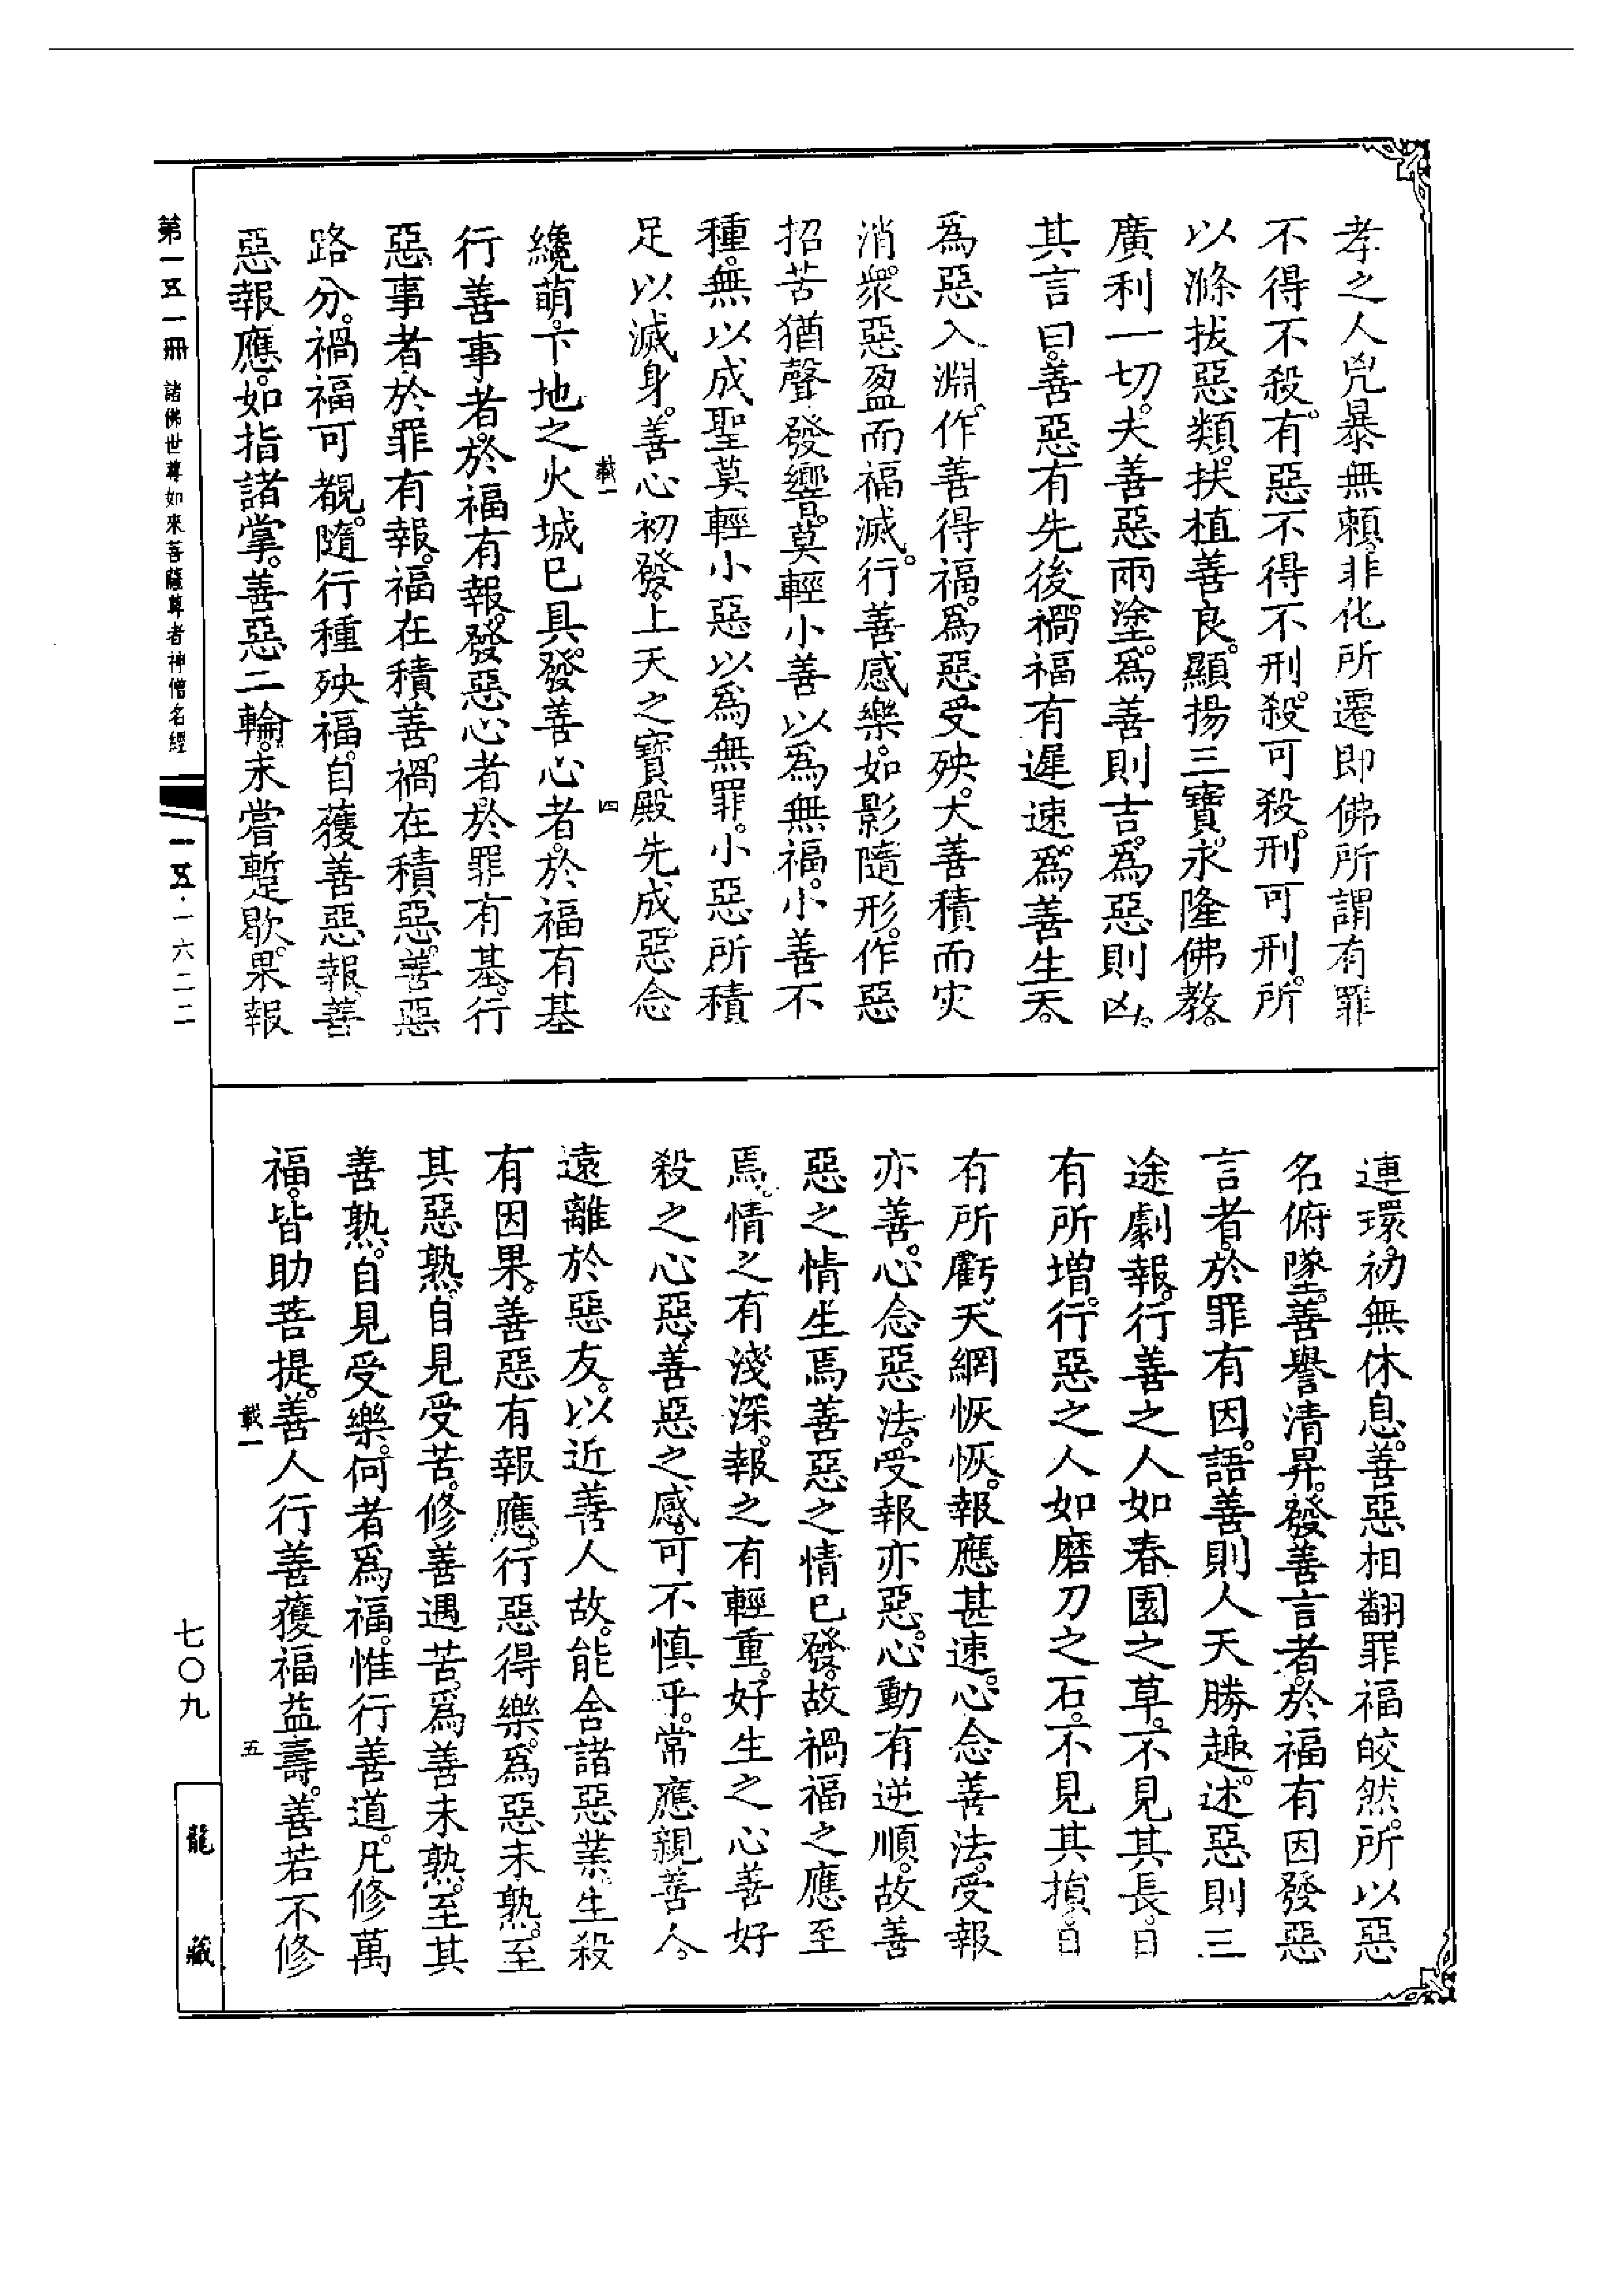 孝之人兇暴無賴。非化所遷即佛所謂有罪
不得不殺。有惡不得不刑。殺可殺。刑可刑。所
以滌拔惡類。扶植善良。顯揚三寶。永隆佛教。
廣利一切。夫善惡兩塗。為善則吉。為惡則凶。
其言曰。善惡有先後。禍福有遲速。為善生天。
為惡入淵。作善得福。為惡受殃。大善積而灾
消。衆惡盈而福滅。行善感樂。如影隨形。作惡
招苦猶聲發響。莫輕小善以為無福。小善不
種。無以成聖莫輕小惡以為無罪。小惡所積
足以滅身。善心初發。上天之寶殿先成。惡念
載一
四
纔萌。下地之火城已具。發善心者。於福有基
行善事者。於福有報。發惡心者。於罪有基。行
惡事者於罪有報。福在積善。禍在積惡。善惡
路分。禍福可覩。隨行種殃福。自獲善惡報。善
惡報應。如指諸掌。善惡二輪。未嘗蹔歇。果報
連環。初無休息。善惡相翻罪福皎然。所以惡
名俯墜。善譽清昇。發善言者。於福有因發惡
言者。於罪有因。語善則人天勝趣。述惡則三
途劇報。行善之人如春園之草。不見其長。日
有所增。行惡之人如磨刀之石。不見其損。日
有所虧。天網恢恢。報應甚速。心念善法。受報
亦善。心念惡法。受報亦惡。心動有逆順。故善
惡之情生焉善惡之情已發。故禍福之應至
焉。情之有淺深。報之有輕重。好生之心善好
殺之心惡。善惡之感。可不慎乎。常應親善人。
遠離於惡友。以近善人故。能舍諸惡業。生殺
有因果。善惡有報應。行惡得樂。為惡未熟。至
其惡熟。自見受苦。修善遇苦。為善未熟。至其
善熟。自見受樂。何者為福。惟行善道。凡修萬
福。皆助菩提。善人行善獲福益壽。善若不修
載一
五
第一五一冊
諸佛世尊如來菩薩尊者神僧名經
一五·一六二二
七〇九
龍藏